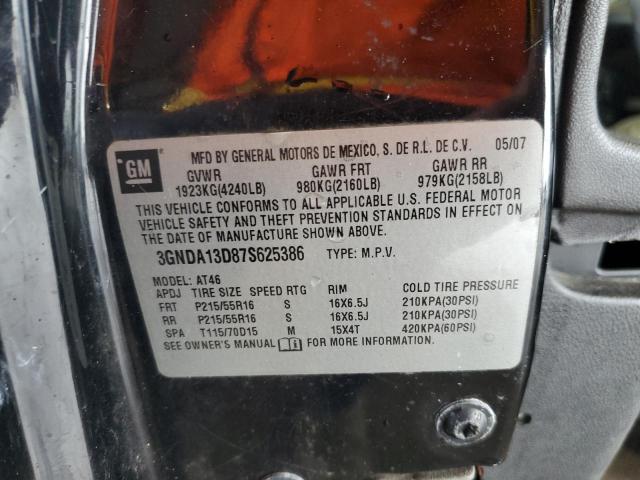 GM
MFD BY GENERAL MOTORS DE MEXICO, S. DE R.L. DE C.V. 05/07
GVWR GAWR FRT GAWR RR
1923KG(4240LB) 980KG(2160LB) 979KG(2158LB)
THIS VEHICLE CONFORMS TO ALL APPLICABLE U.S. FEDERAL MOTOR
VEHICLE SAFETY AND THEFT PREVENTION STANDARDS IN EFFECT ON
THE DATE OF MANUFACTURE SHOWN ABOVE.
3GNDA13D87S625386 TYPE: M.P.V.
MODEL: AT46
APDJ TIRE SIZE SPEED RTG RIM COLD TIRE PRESSURE
FRT P215/55R16 S 16X6.5J 210KPA(30PSI)
RR P215/55R16 S 16X6.5J 210KPA(30PSI)
SPA T115/70D15 M 15X4T 420KPA(60PSI)
SEE OWNER'S MANUAL FOR MORE INFORMATION.